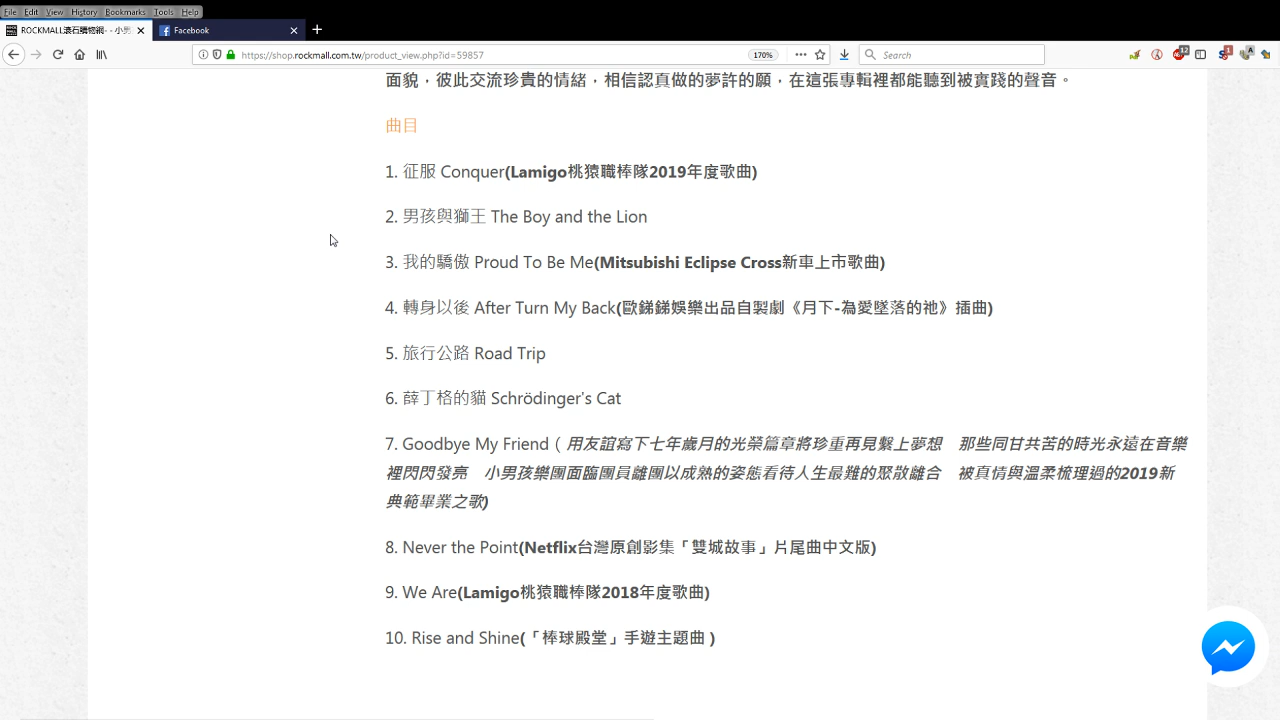 File Edit View History Bookmarks Tools Help
ROCKMALL滾石購物網- - 小男
Facebook
https://shop.rockmall.com.tw/product_view.php?id=59857
170%
Search
面貌，彼此交流珍貴的情緒，相信認真做的夢許的願，在這張專輯裡都能聽到被實踐的聲音。
曲目
1. 征服 Conquer(Lamigo桃猿職棒隊2019年度歌曲)
2. 男孩與獅王 The Boy and the Lion
3. 我的驕傲 Proud To Be Me(Mitsubishi Eclipse Cross新車上市歌曲)
4. 轉身以後 After Turn My Back(歐銻銻娛樂出品自製劇《月下-為愛墜落的祂》插曲)
5. 旅行公路 Road Trip
6. 薛丁格的貓 Schrödinger's Cat
7. Goodbye My Friend（用友誼寫下七年歲月的光榮篇章將珍重再見繫上夢想　那些同甘共苦的時光永遠在音樂
裡閃閃發亮　小男孩樂團面臨團員離團以成熟的姿態看待人生最難的聚散離合　被真情與溫柔梳理過的2019新
典範畢業之歌)
8. Never the Point(Netflix台灣原創影集「雙城故事」片尾曲中文版)
9. We Are(Lamigo桃猿職棒隊2018年度歌曲)
10. Rise and Shine(「棒球殿堂」手遊主題曲 )